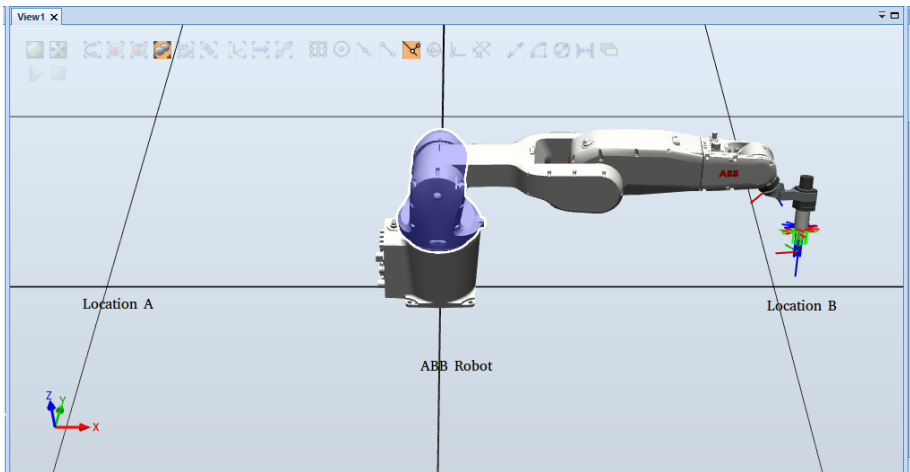 View1
ABB
Location A
Location B
ABB Robot
Z
Y
X